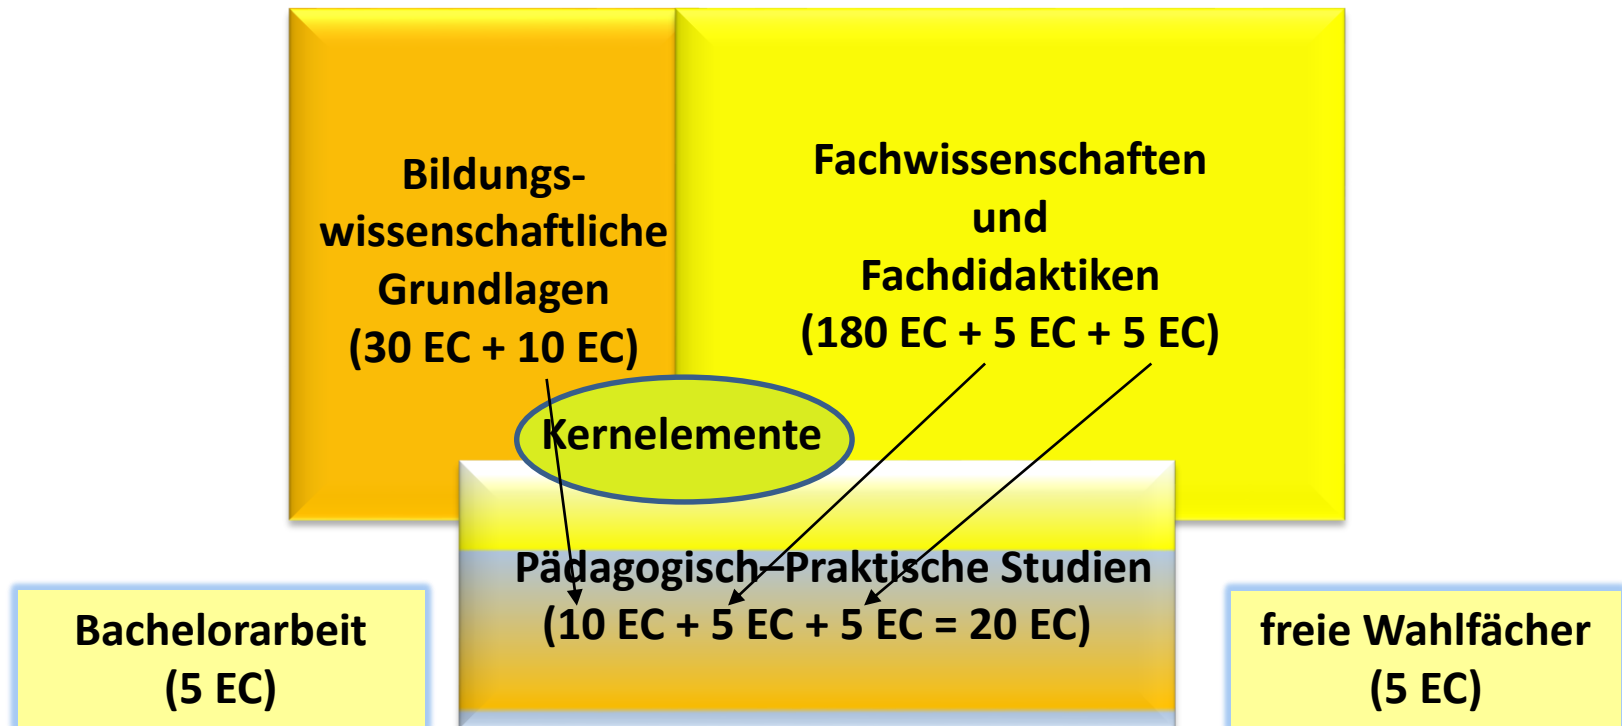 Bildungs-
wissenschaftliche
Grundlagen
(30 EC + 10 EC)
Fachwissenschaften
und
Fachdidaktiken
(180 EC + 5 EC + 5 EC)
Kernelemente
Pädagogisch–Praktische Studien
(10 EC + 5 EC + 5 EC = 20 EC)
Bachelorarbeit
(5 EC)
freie Wahlfächer
(5 EC)